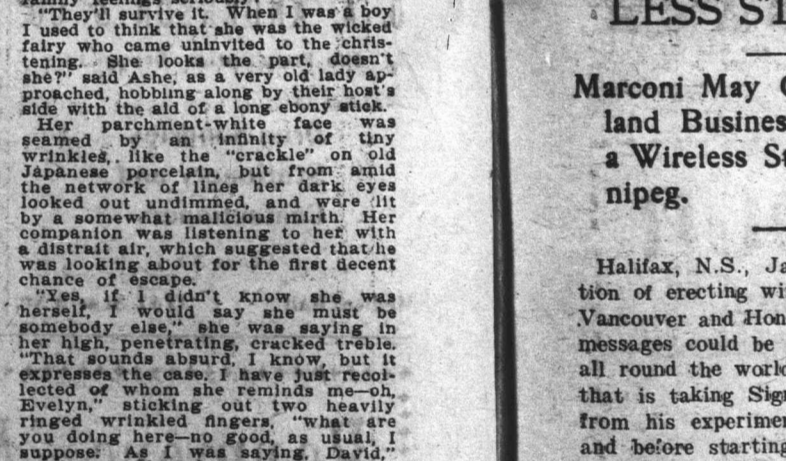 "They'll survive it. When I was a boy
I used to think that she was the wicked
fairy who came uninvited to the chris-
tening. She looks the part, doesn't
she?" said Ashe, as a very old lady ap-
proached, hobbling along by their host's
side with the aid of a long ebony stick.
Her parchment-white face was
seamed by an infinity of tiny
wrinkles, like the "crackle" on old
Japanese porcelain, but from amid
the network of lines her dark eyes
looked out undimmed, and were lit
by a somewhat malicious mirth. Her
companion was listening to her with
a distrait air, which suggested that he
was looking about for the first decent
chance of escape.
"Yes, if I didn't know she was
herself, I would say she must be
somebody else," she was saying in
her high, penetrating, cracked treble.
"That sounds absurd, I know, but it
expresses the case. I have just recol-
lected of whom she reminds me—oh,
Evelyn," sticking out two heavily
ringed wrinkled fingers, "what are
you doing here—no good, as usual, I
suppose. As I was saying, David,"
LESS ST
Marconi May
land Busines
a Wireless St
nipeg.
Halifax, N.S., Ja
tion of erecting wi
Vancouver and Hon
messages could be
all round the world
that is taking Sig
from his experimen
and before starting